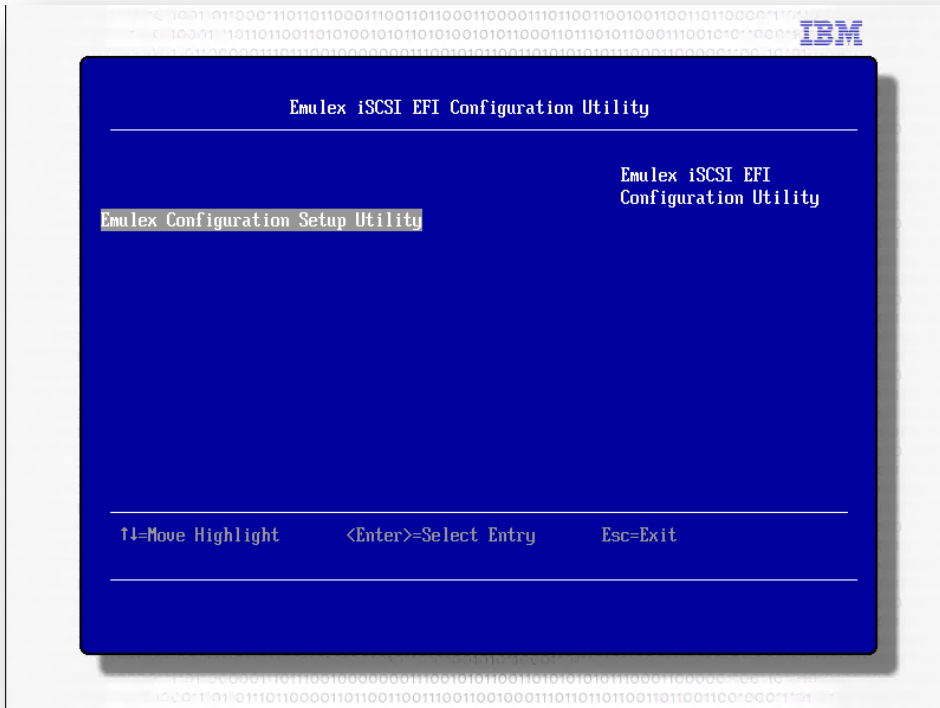 IBM
Emulex iSCSI EFI Configuration Utility
Emulex iSCSI EFI
Configuration Utility
Emulex Configuration Setup Utility
↑↓=Move Highlight <Enter>=Select Entry Esc=Exit